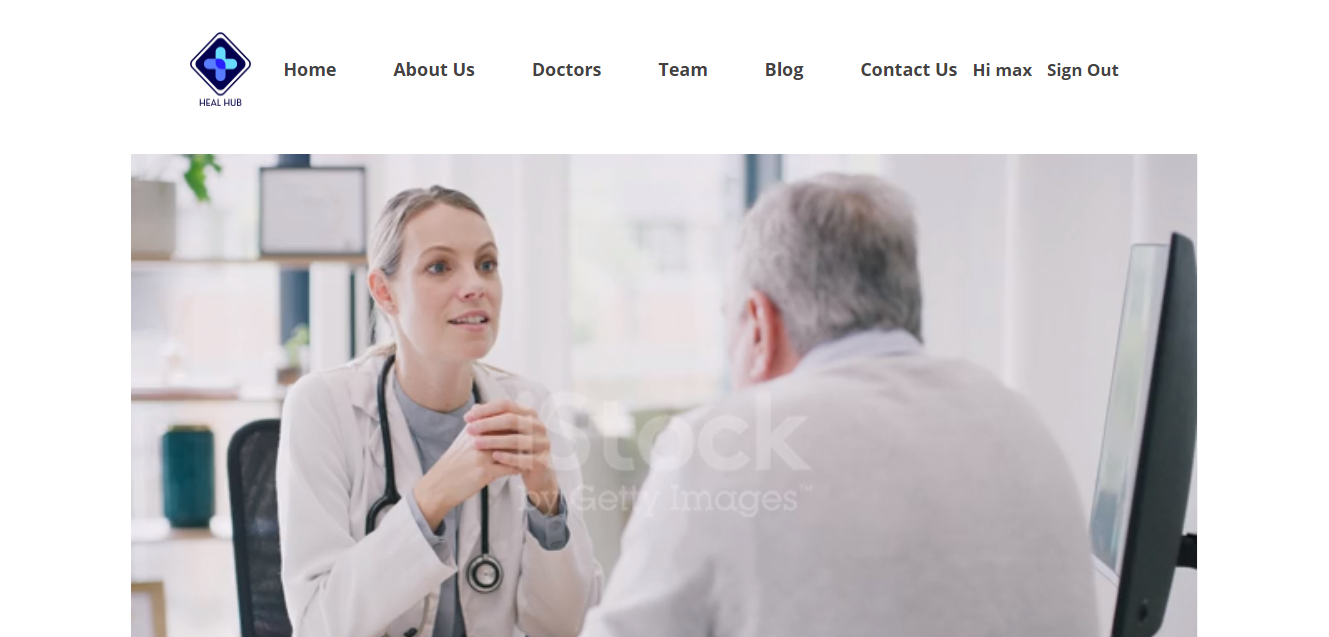 HEAL HUB
Home About Us Doctors Team Blog Contact Us Hi max Sign Out
iStock
by Getty Images™